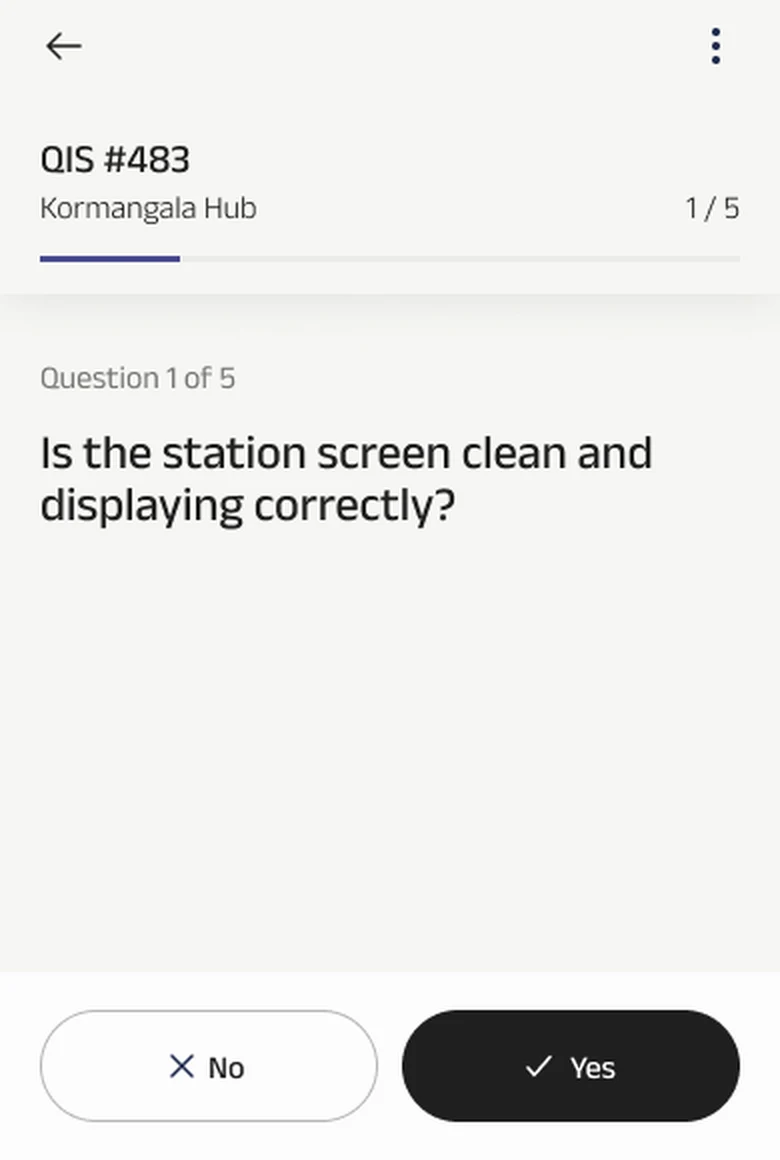 QIS #483
Kormangala Hub
1 / 5
Question 1 of 5
Is the station screen clean and
displaying correctly?
No
Yes